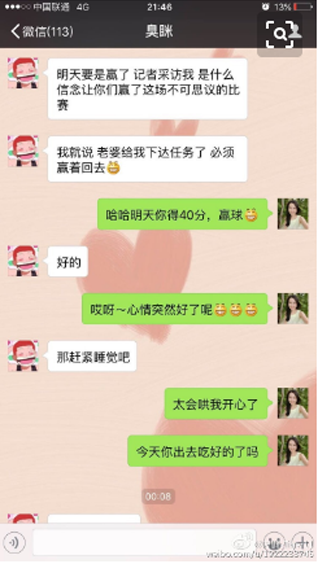 中国联通 4G
21:46
13%
微信(113)
臭眯
明天要是赢了 记者采访我 是什么
信念让你们赢了这场不可思议的比
赛
我就说 老婆给我下达任务了 必须
赢着回去😄
哈哈明天你得40分，赢球😄
好的
哎呀～心情突然好了呢😄😄😄
那赶紧睡觉吧
太会哄我开心了
今天你出去吃好的了吗
00:08